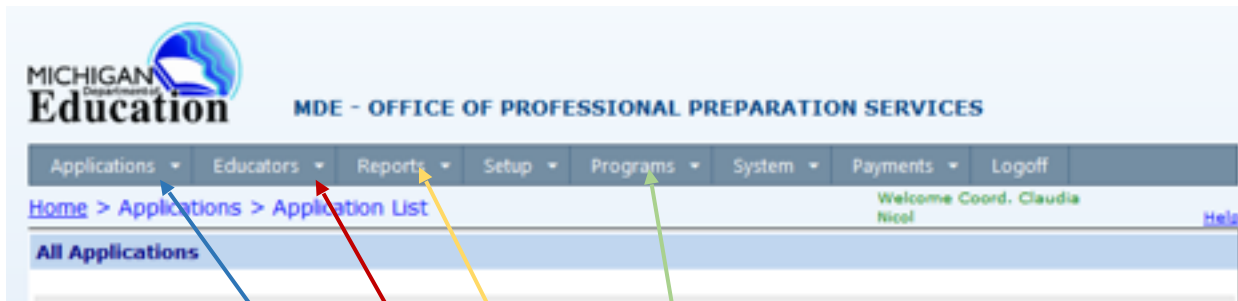 MICHIGAN
Department of
Education
MDE - OFFICE OF PROFESSIONAL PREPARATION SERVICES
Applications Educators Reports Setup Programs System Payments Logoff
Home > Applications > Application List
Welcome Coord. Claudia
Nicol
Help
All Applications